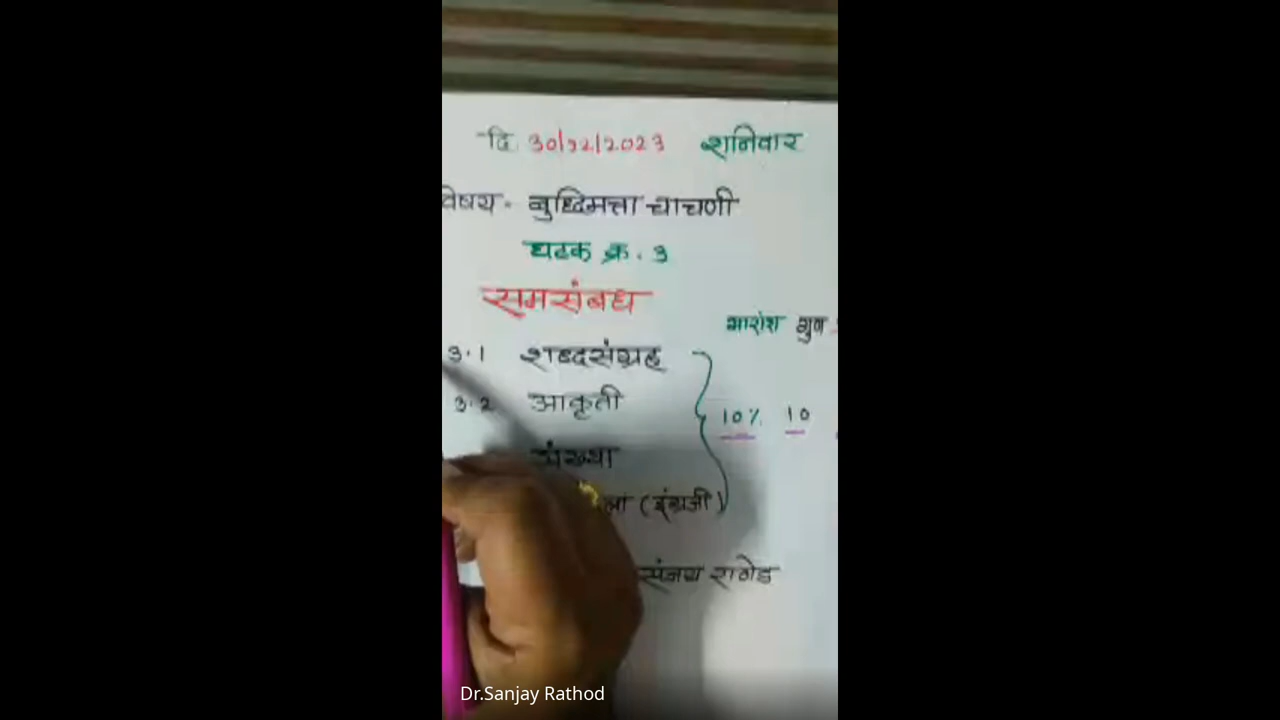 दि. 30/12/2023 शनिवार
विषय - बुध्दिमत्ता चाचणी
घटक क्र. 3
समसंबध
भारांश गुण
3.1 शब्दसंग्रह
3.2 आकृती
10% 10
संख्या
(इंग्रजी)
संजय राठोड
Dr.Sanjay Rathod